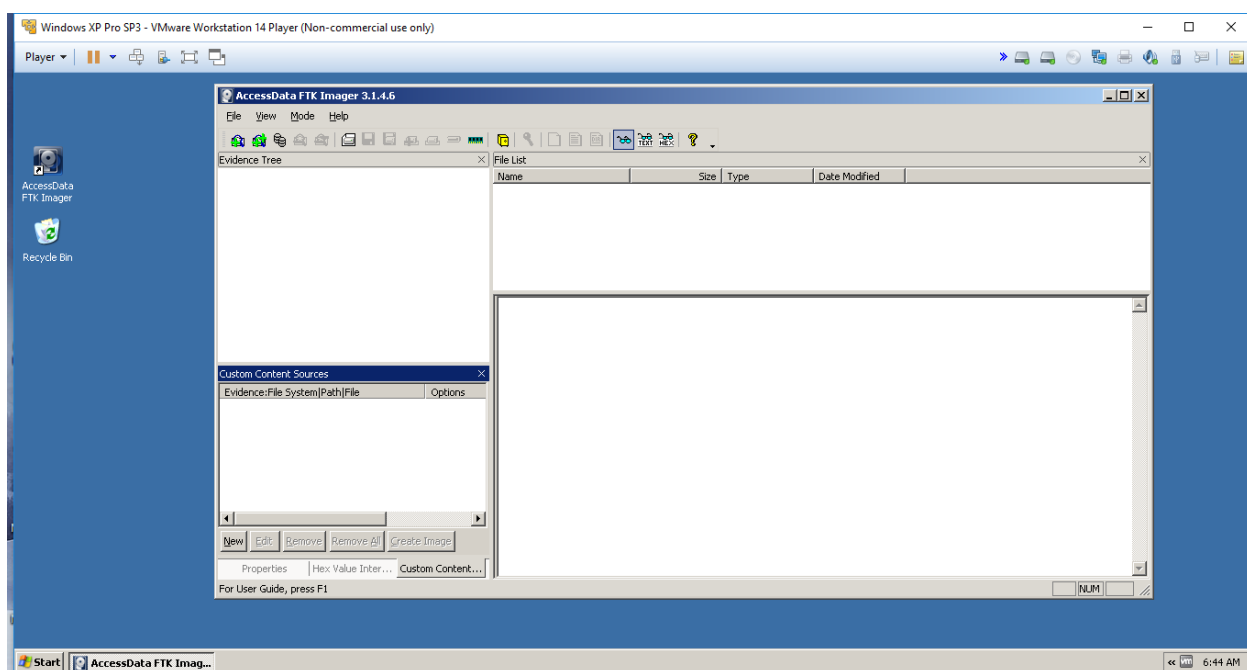 Windows XP Pro SP3 - VMware Workstation 14 Player (Non-commercial use only)
Player
AccessData FTK Imager 3.1.4.6
File View Mode Help
TEXT HEX
Evidence Tree
File List
Name Size Type Date Modified
AccessData
FTK Imager
Recycle Bin
Custom Content Sources
Evidence:File System|Path|File Options
New Edit Remove Remove All Create Image
Properties Hex Value Inter... Custom Content...
For User Guide, press F1
NUM
Start AccessData FTK Imag...
6:44 AM